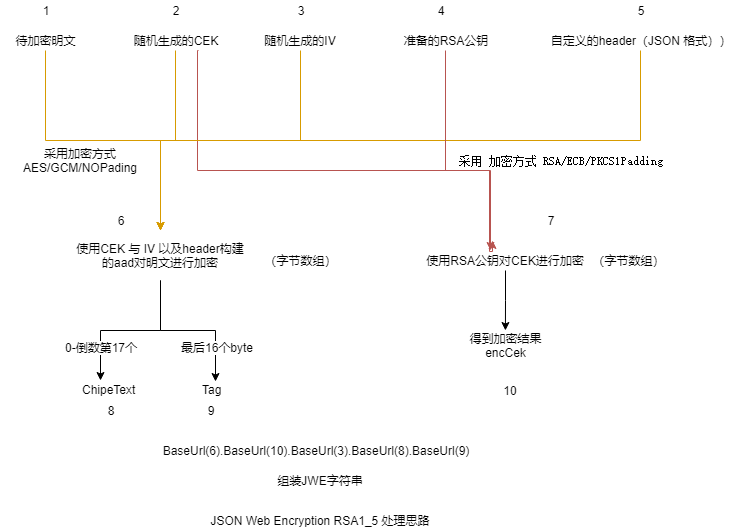 1
2
3
4
5
待加密明文
随机生成的CEK
随机生成的IV
准备的RSA公钥
自定义的header（JSON 格式））
采用加密方式
AES/GCM/NOPading
采用 加密方式 RSA/ECB/PKCS1Padding
6
7
使用CEK 与 IV 以及header构建
的aad对明文进行加密
（字节数组）
使用RSA公钥对CEK进行加密
（字节数组）
0-倒数第17个
最后16个byte
得到加密结果
encCek
ChipeText
Tag
10
8
9
BaseUrl(6).BaseUrl(10).BaseUrl(3).BaseUrl(8).BaseUrl(9)
组装JWE字符串
JSON Web Encryption RSA1_5 处理思路